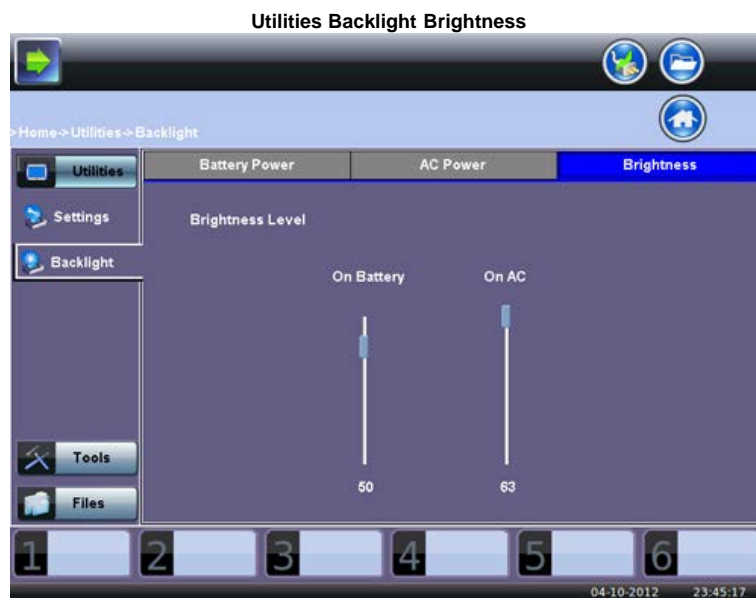 Utilities Backlight Brightness
>Home->Utilities->Backlight
Utilities
Battery Power
AC Power
Brightness
Settings
Brightness Level
Backlight
On Battery
On AC
Tools
50
63
Files
1
2
3
4
5
6
04-10-2012 23:45:17